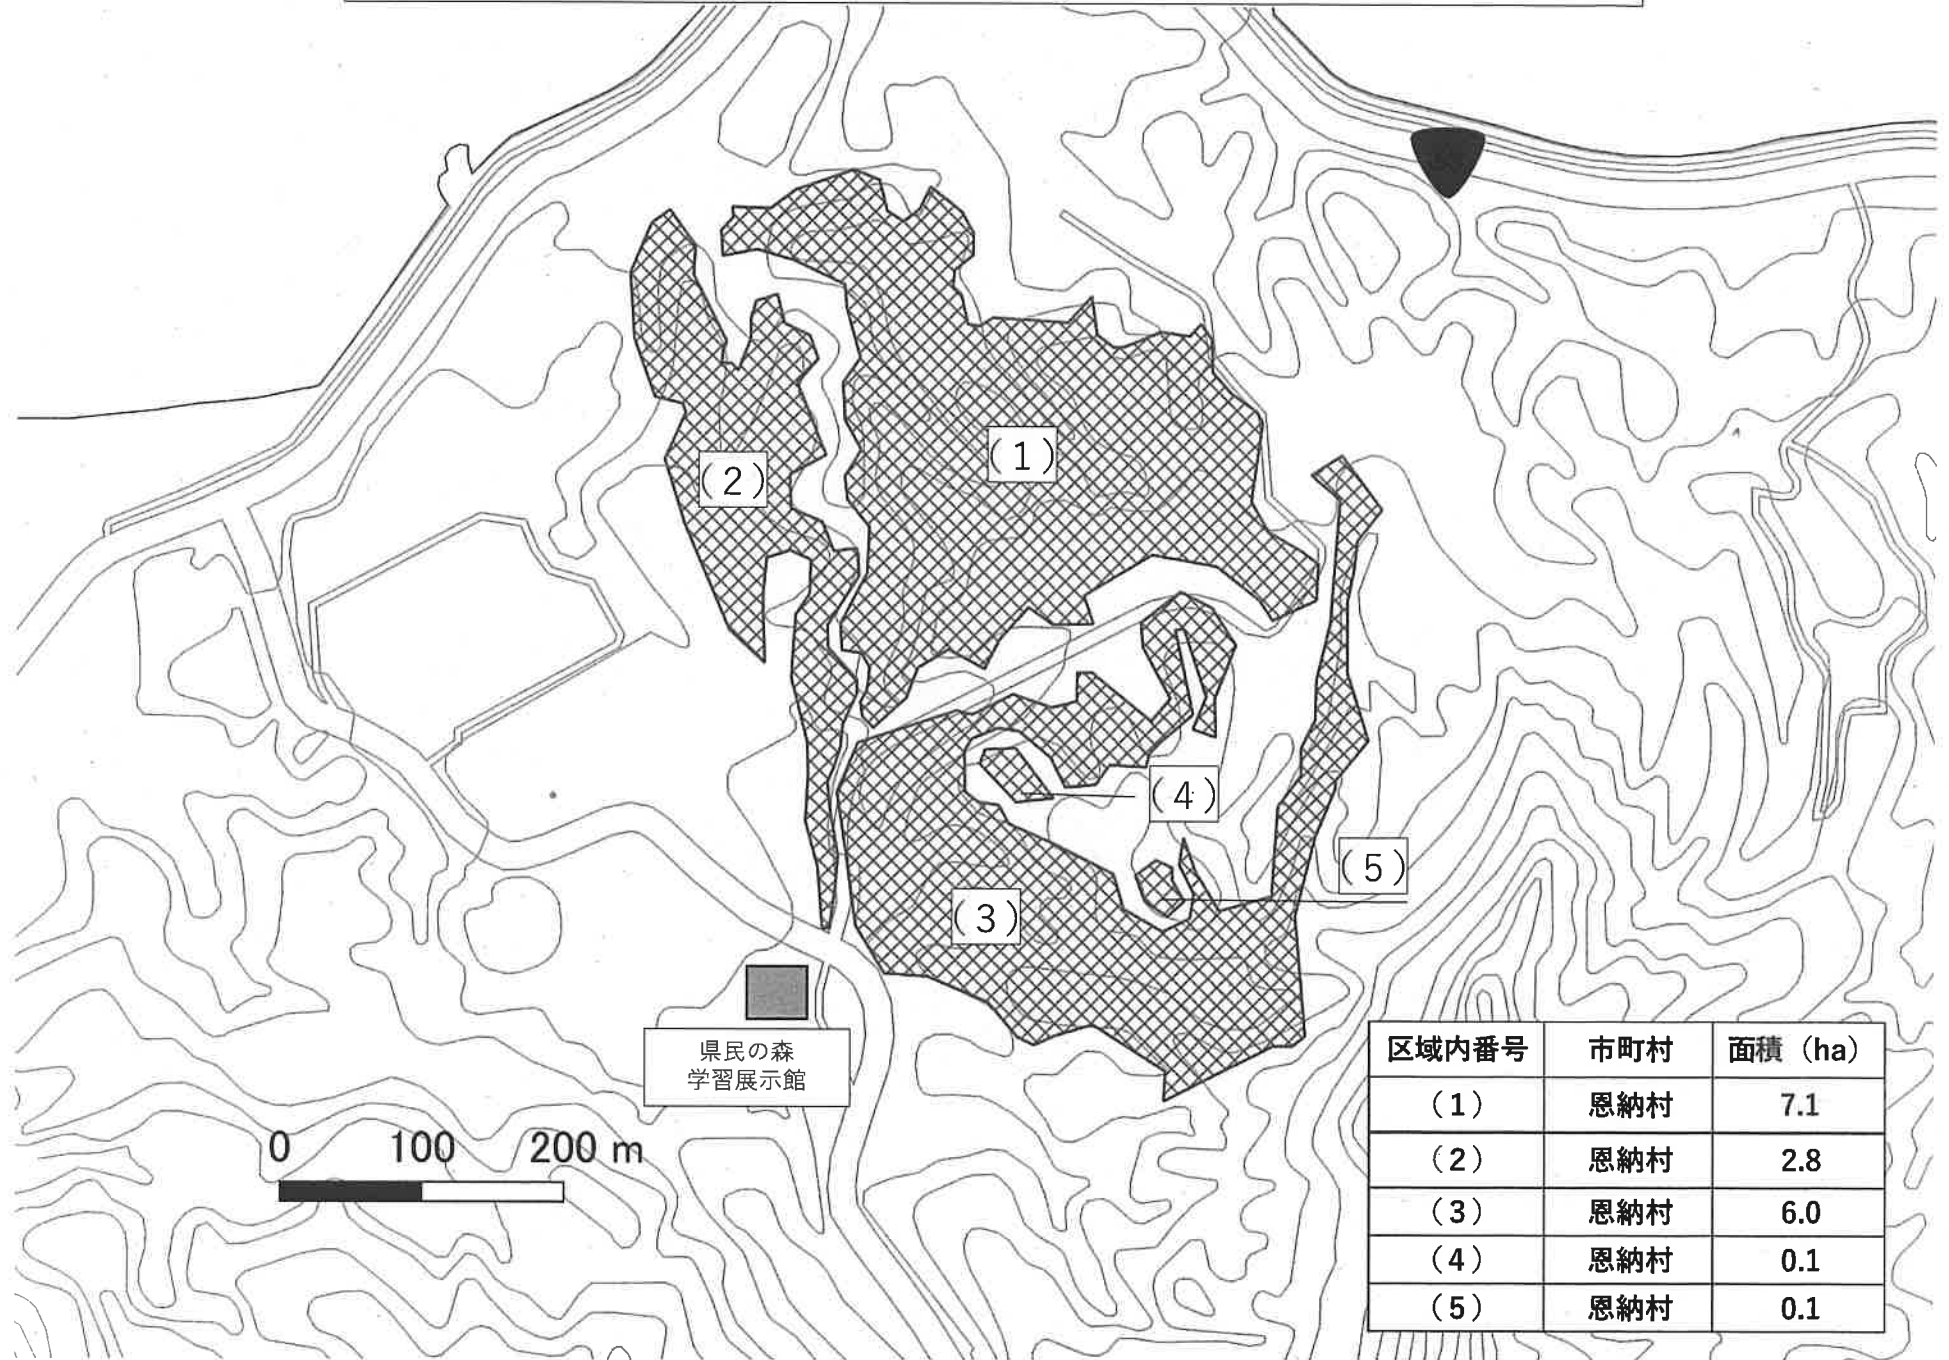 (1)
(2)
(4)
(5)
(3)
県民の森
学習展示館
0 100 200 m
区域内番号 市町村 面積（ha）
（1） 恩納村 7.1
（2） 恩納村 2.8
（3） 恩納村 6.0
（4） 恩納村 0.1
（5） 恩納村 0.1